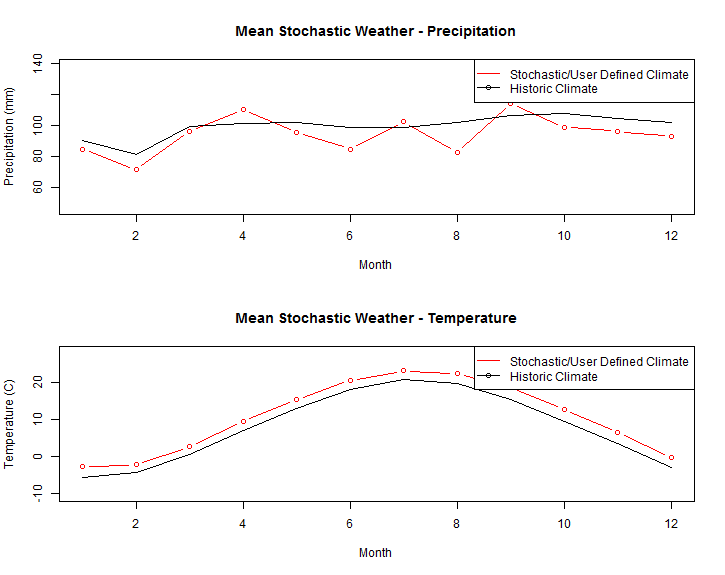 Mean Stochastic Weather - Precipitation
Stochastic/User Defined Climate
Historic Climate
Precipitation (mm)
140
100
80
60
2 4 6 8 10 12
Month
Mean Stochastic Weather - Temperature
Stochastic/User Defined Climate
Historic Climate
Temperature (C)
20
10
0
-10
2 4 6 8 10 12
Month